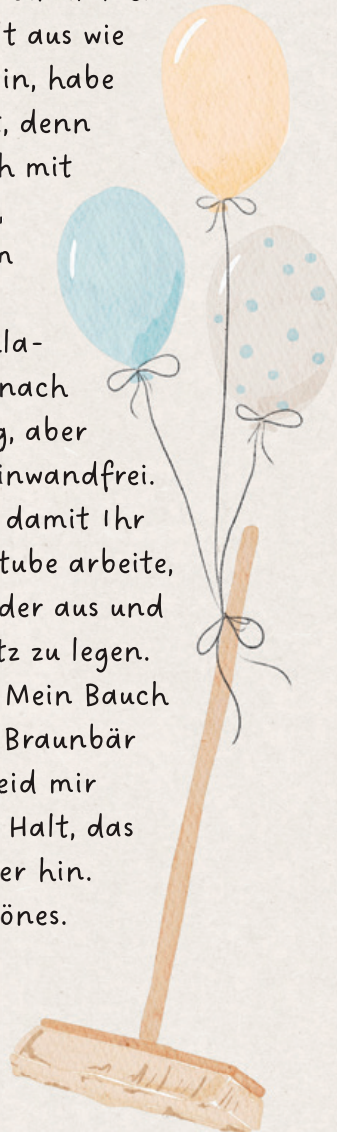 t aus wie
in, habe
, denn
h mit
,
n
la-
nach
g, aber
inwandfrei.
damit Ihr
tube arbeite,
der aus und
tz zu legen.
Mein Bauch
Braunbär
eid mir
Halt, das
er hin.
önes.